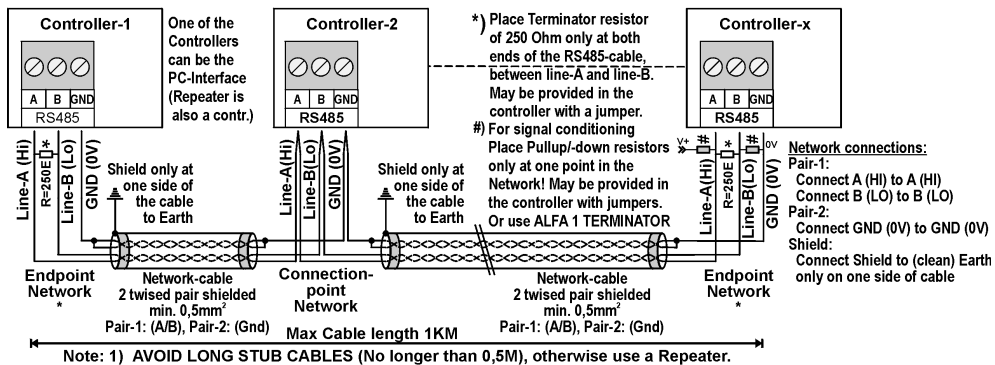 Controller-1
A B GND
RS485
One of the
Controllers
can be the
PC-Interface
(Repeater is
also a contr.)
Controller-2
A B GND
RS485
*) Place Terminator resistor
of 250 Ohm only at both
ends of the RS485-cable,
between line-A and line-B.
May be provided in the
controller with a jumper.
#) For signal conditioning
Place Pullup/-down resistors
only at one point in the
Network! May be provided in
the controller with jumpers.
Or use ALFA 1 TERMINATOR
Controller-x
A B GND
RS485
Line-A (Hi)
R=250E *
Line-B (Lo)
GND (0V)
Shield only at
one side of
the cable
to Earth
Line-A(Hi)
Line-B(Lo)
GND (0V)
Shield only at
one side of
the cable
to Earth
V+ # * # 0V
Line-A(Hi)
R=250E
Line-B(Lo)
GND (0V)
Network connections:
Pair-1:
Connect A (HI) to A (HI)
Connect B (LO) to B (LO)
Pair-2:
Connect GND (0V) to GND (0V)
Shield:
Connect Shield to (clean) Earth
only on one side of cable
Endpoint
Network
*
Network-cable
2 twised pair shielded
min. 0,5mm²
Pair-1: (A/B), Pair-2: (Gnd)
Connection-
point
Network
Network-cable
2 twised pair shielded
min. 0,5mm²
Pair-1: (A/B), Pair-2: (Gnd)
Endpoint
Network
*
Max Cable length 1KM
Note: 1) AVOID LONG STUB CABLES (No longer than 0,5M), otherwise use a Repeater.